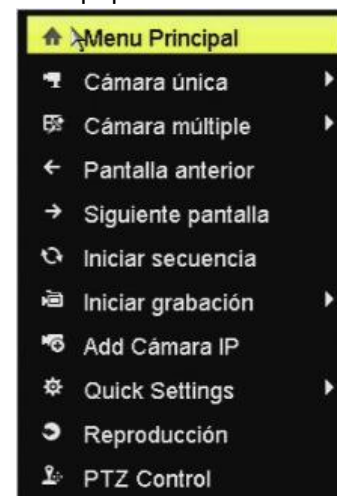 Menu Principal
Cámara única
Cámara múltiple
Pantalla anterior
Siguiente pantalla
Iniciar secuencia
Iniciar grabación
Add Cámara IP
Quick Settings
Reproducción
PTZ Control